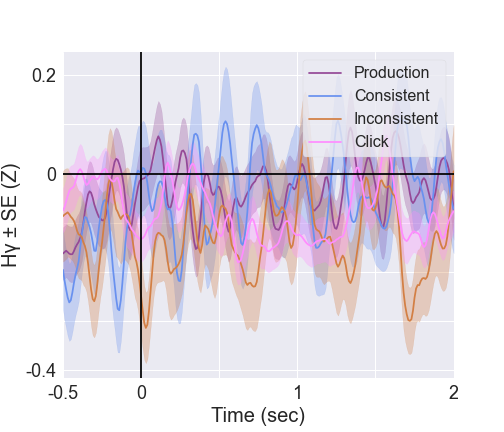 Production
Consistent
Inconsistent
Click
0.2
0
-0.4
Hγ ± SE (Z)
-0.5
0
1
2
Time (sec)